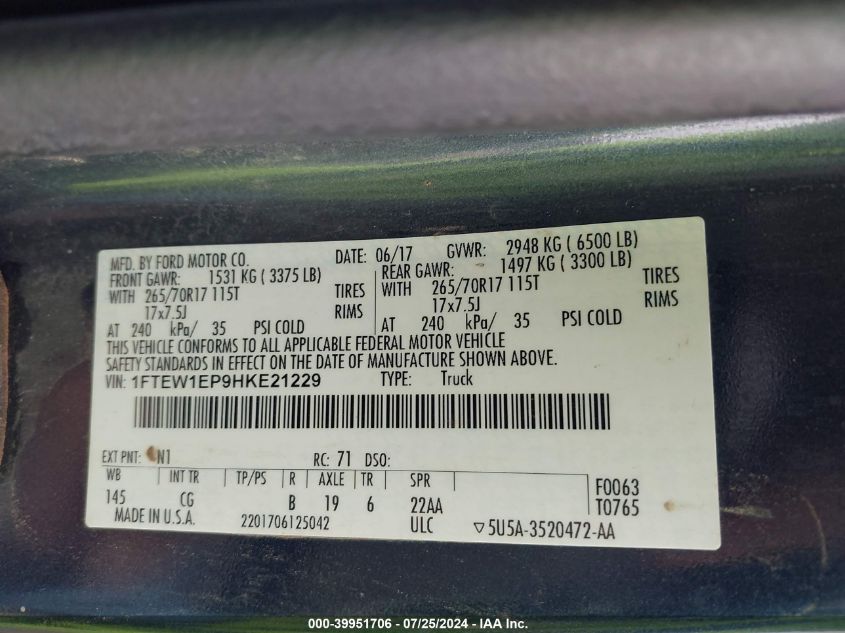 MFD. BY FORD MOTOR CO. DATE: 06/17 GVWR: 2948 KG ( 6500 LB)
FRONT GAWR: 1531 KG ( 3375 LB) REAR GAWR: 1497 KG ( 3300 LB)
WITH 265/70R17 115T TIRES WITH 265/70R17 115T TIRES
17x7.5J RIMS 17x7.5J RIMS
AT 240 kPa/ 35 PSI COLD AT 240 kPa/ 35 PSI COLD
THIS VEHICLE CONFORMS TO ALL APPLICABLE FEDERAL MOTOR VEHICLE
SAFETY STANDARDS IN EFFECT ON THE DATE OF MANUFACTURE SHOWN ABOVE.
VIN: 1FTEW1EP9HKE21229 TYPE: Truck
EXT PNT: N1 RC: 71 DSO:
WB INT TR TP/PS R AXLE TR SPR
145 CG B 19 6 22AA F0063
T0765
MADE IN U.S.A. 2201706125042 ULC ▽5U5A-3520472-AA
000-39951706 - 07/25/2024 - IAA Inc.